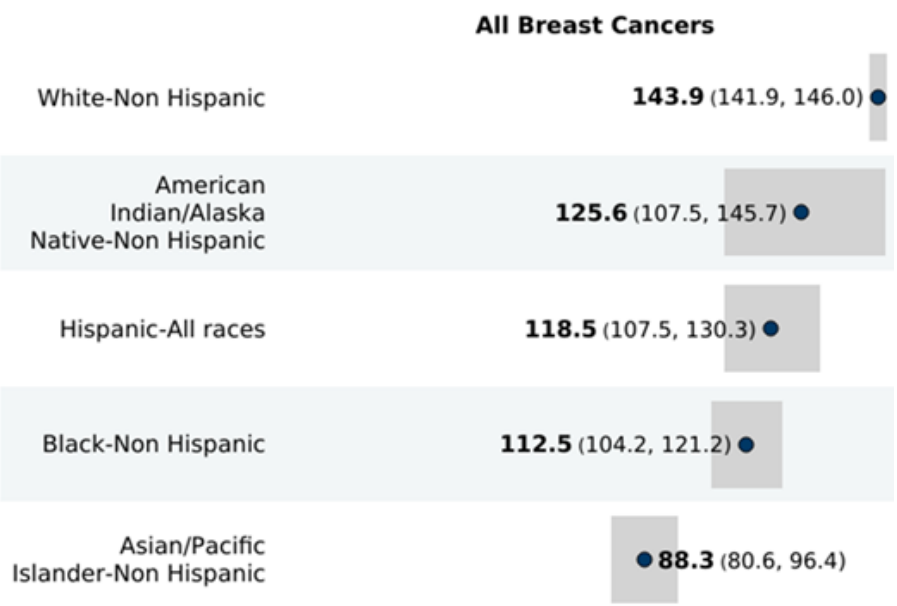 All Breast Cancers
White-Non Hispanic
143.9 (141.9, 146.0)
American
Indian/Alaska
Native-Non Hispanic
125.6 (107.5, 145.7)
Hispanic-All races
118.5 (107.5, 130.3)
Black-Non Hispanic
112.5 (104.2, 121.2)
Asian/Pacific
Islander-Non Hispanic
88.3 (80.6, 96.4)